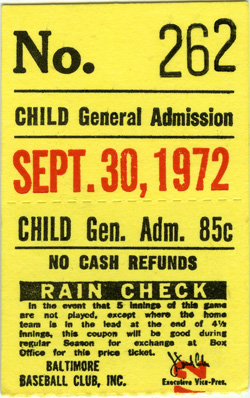 No. 262
CHILD General Admission
SEPT. 30, 1972
CHILD Gen. Adm. 85c
NO CASH REFUNDS
RAIN CHECK
In the event that 5 innings of this game
are not played, except where the home
team is in the lead at the end of 4½
innings, this coupon will be good during
regular Season for exchange at Box
Office for this price ticket.
BALTIMORE
BASEBALL CLUB, INC.
Executive Vice-Pres.